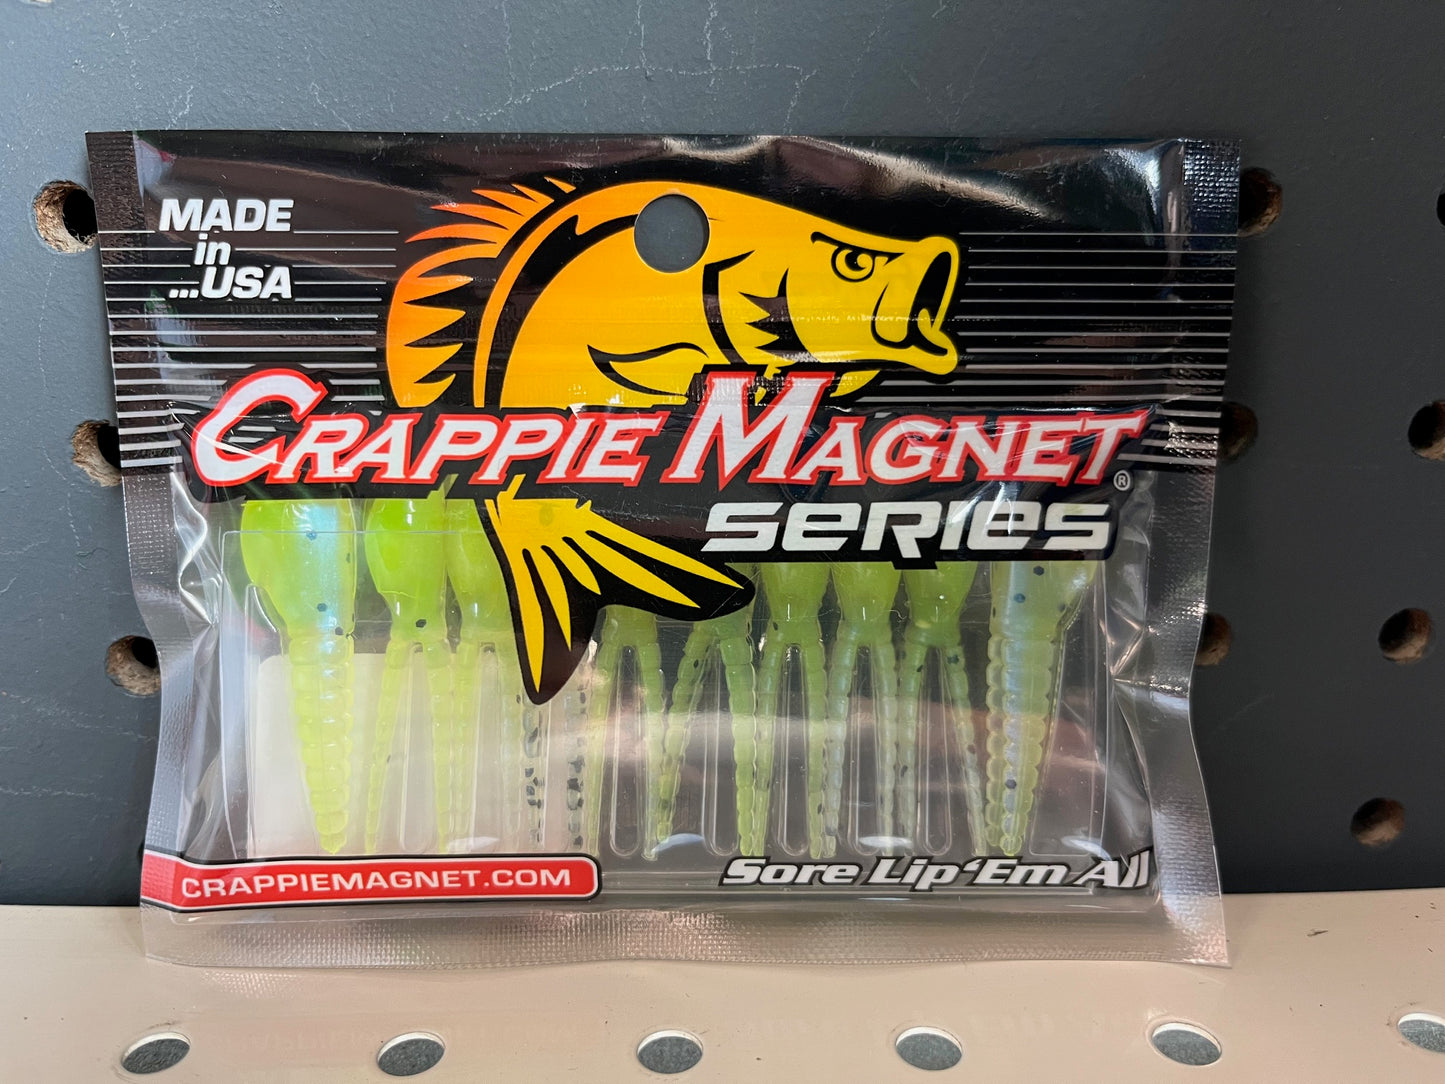 MADE
in
...USA
CRAPPIE MAGNET®
SERIES
CRAPPIEMAGNET.COM
Sore Lip‘Em All